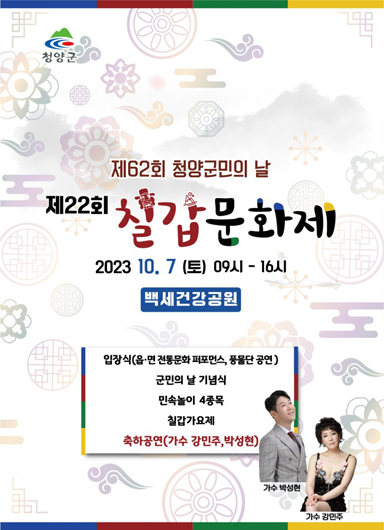 청양군
제62회 청양군민의 날
제22회 칠갑문화제
2023 10. 7 (토) 09시 - 16시
백세건강공원
입장식(읍·면 전통문화 퍼포먼스, 풍물단 공연)
군민의 날 기념식
민속놀이 4종목
칠갑가요제
축하공연(가수 강민주,박성현)
가수 박성현
가수 강민주